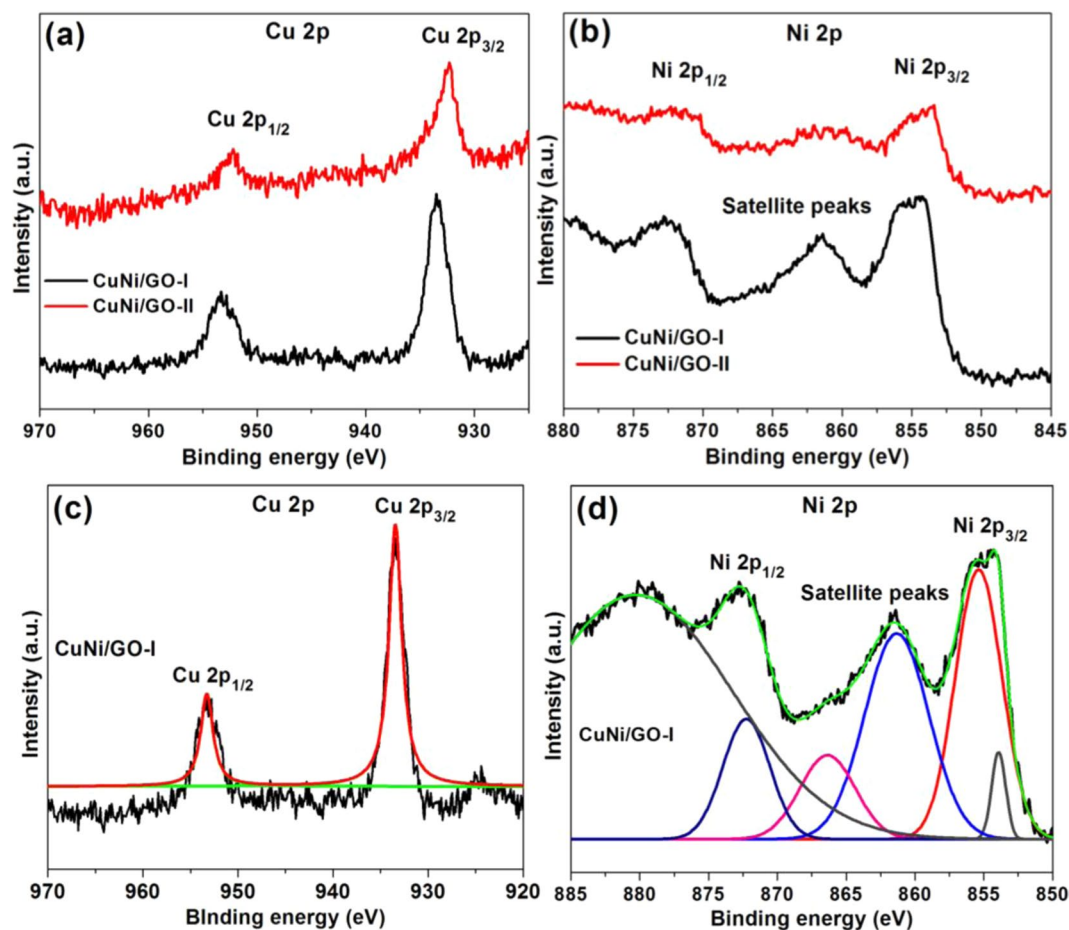 (a)
Cu 2p
Cu 2p3/2
Cu 2p1/2
CuNi/GO-I
CuNi/GO-II
Intensity (a.u.)
970 960 950 940 930
Binding energy (eV)
(b)
Ni 2p
Ni 2p1/2
Ni 2p3/2
Satellite peaks
CuNi/GO-I
CuNi/GO-II
Intensity (a.u.)
880 875 870 865 860 855 850 845
Binding energy (eV)
(c)
Cu 2p
Cu 2p3/2
CuNi/GO-I
Cu 2p1/2
Intensity (a.u.)
970 960 950 940 930 920
BInding energy (eV)
(d)
Ni 2p
Ni 2p3/2
Ni 2p1/2
Satellite peaks
CuNi/GO-I
Intensity (a.u.)
885 880 875 870 865 860 855 850
Binding energy (eV)